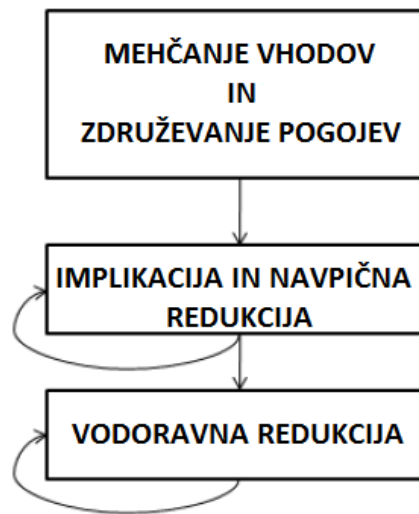 MEHČANJE VHODOV
IN
ZDRUŽEVANJE POGOJEV
IMPLIKACIJA IN NAVPIČNA
REDUKCIJA
VODORAVNA REDUKCIJA